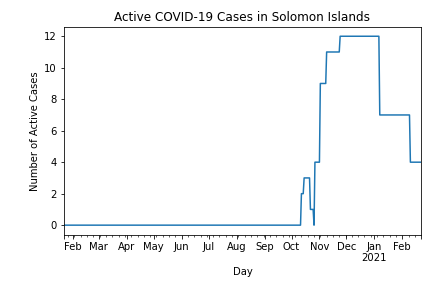 Active COVID-19 Cases in Solomon Islands
Number of Active Cases
12
10
8
6
4
2
0
Feb Mar Apr May Jun Jul Aug Sep Oct Nov Dec Jan Feb
2021
Day